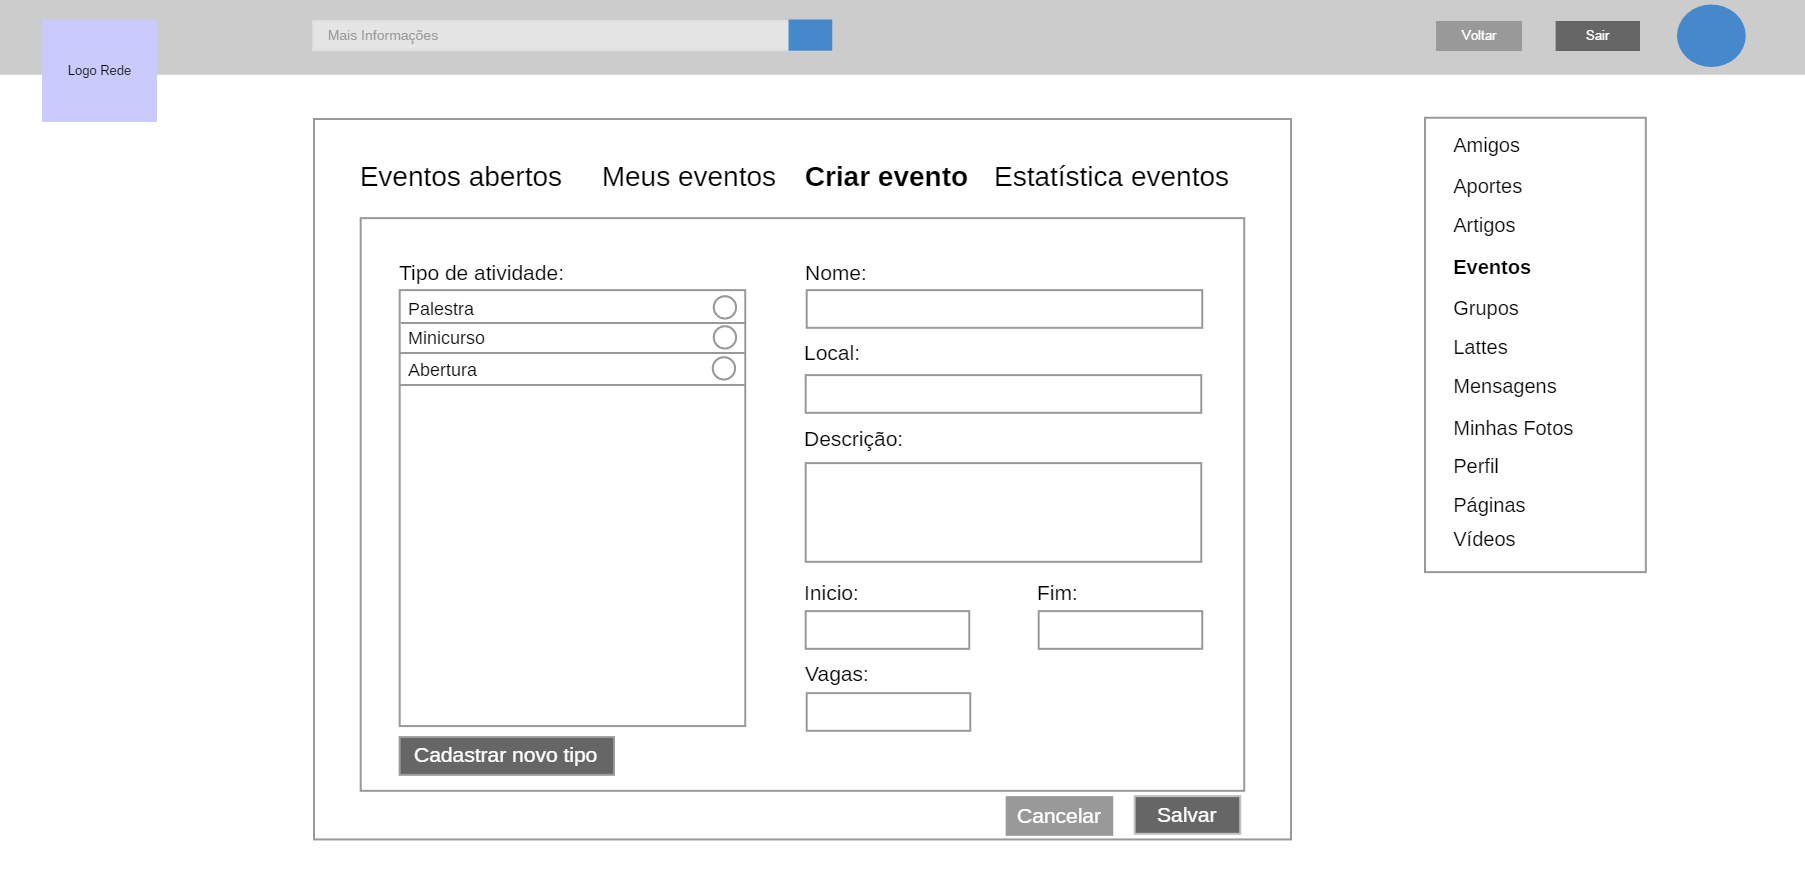 Logo Rede
Mais Informações
Voltar
Sair
Eventos abertos
Meus eventos
Criar evento
Estatística eventos
Tipo de atividade:
Palestra
Minicurso
Abertura
Cadastrar novo tipo
Nome:
Local:
Descrição:
Inicio:
Fim:
Vagas:
Cancelar
Salvar
Amigos
Aportes
Artigos
Eventos
Grupos
Lattes
Mensagens
Minhas Fotos
Perfil
Páginas
Vídeos